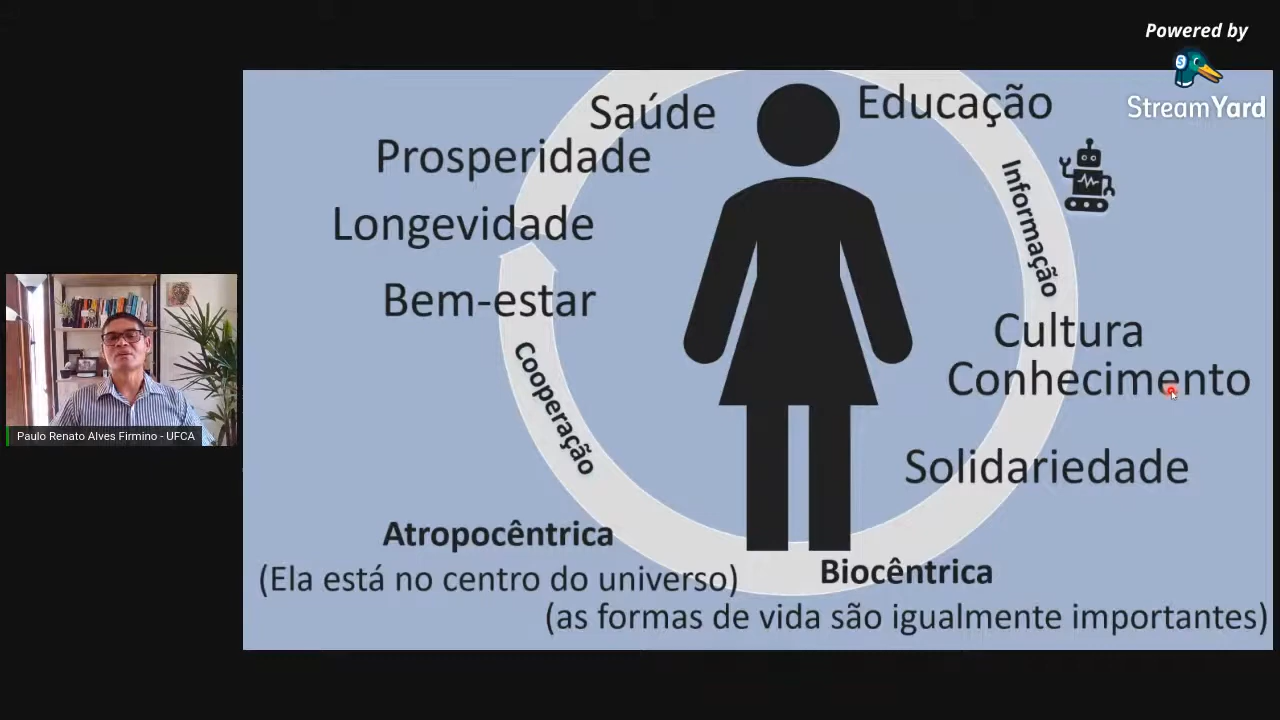 Powered by
StreamYard
Saúde
Educação
Prosperidade
Informação
Longevidade
Bem-estar
Cultura
Conhecimento
Cooperação
Solidariedade
Paulo Renato Alves Firmino - UFCA
Atropocêntrica
(Ela está no centro do universo)
Biocêntrica
(as formas de vida são igualmente importantes)